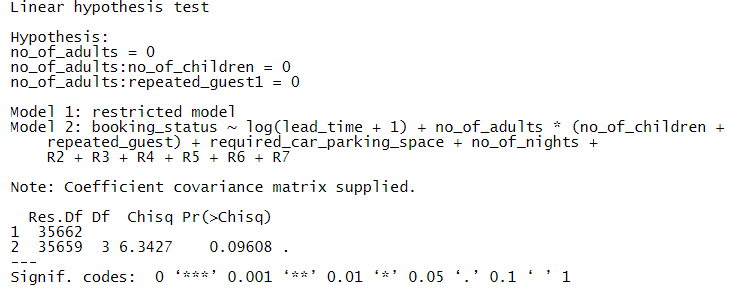 Linear hypothesis test
Hypothesis:
no_of_adults = 0
no_of_adults:no_of_children = 0
no_of_adults:repeated_guest1 = 0
Model 1: restricted model
Model 2: booking_status ~ log(lead_time + 1) + no_of_adults * (no_of_children +
repeated_guest) + required_car_parking_space + no_of_nights +
R2 + R3 + R4 + R5 + R6 + R7
Note: Coefficient covariance matrix supplied.
Res.Df Df Chisq Pr(>Chisq)
1 35662
2 35659 3 6.3427 0.09608 .
---
Signif. codes: 0 ‘***’ 0.001 ‘**’ 0.01 ‘*’ 0.05 ‘.’ 0.1 ‘ ’ 1